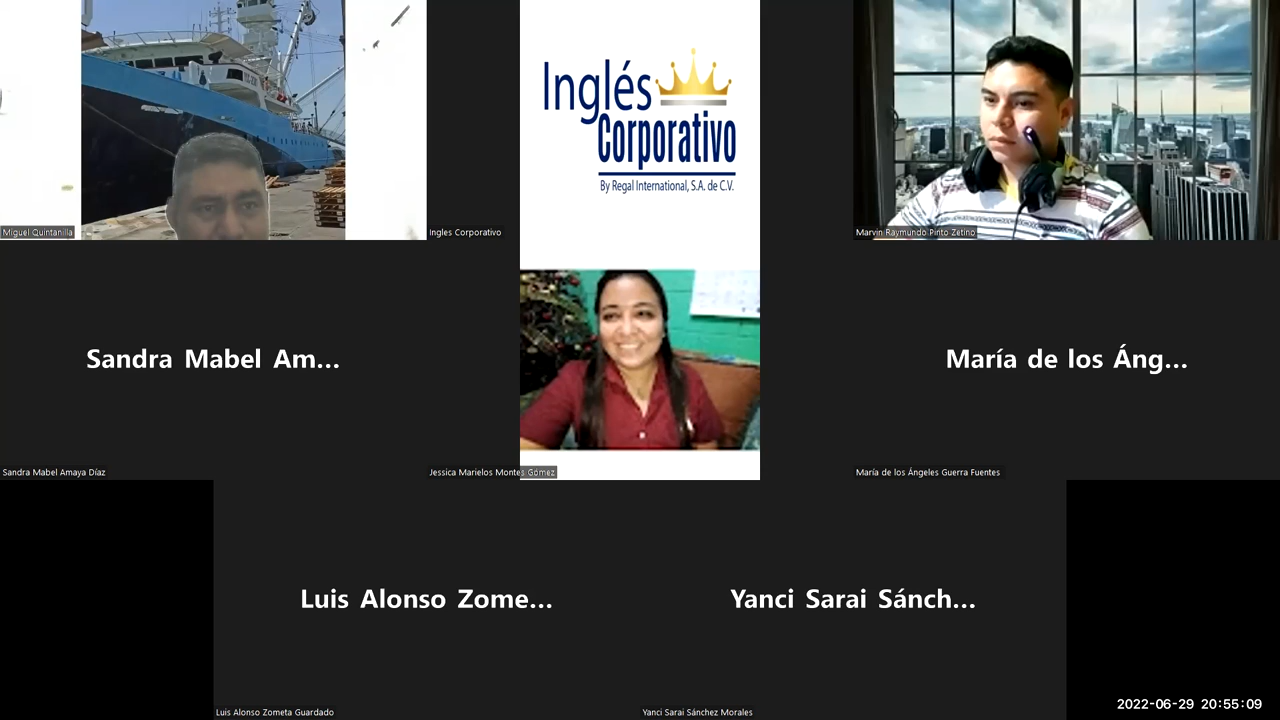 Inglés
Corporativo
By Regal International, S.A. de C.V.
Miguel Quintanilla
Ingles Corporativo
Marvin Raymundo Pinto Zetino
Sandra Mabel Am...
María de los Áng...
Sandra Mabel Amaya Díaz
Jessica Marielos Montes Gómez
María de los Ángeles Guerra Fuentes
Luis Alonso Zome...
Yanci Sarai Sánch...
Luis Alonso Zometa Guardado
Yanci Sarai Sánchez Morales
2022-06-29 20:55:09